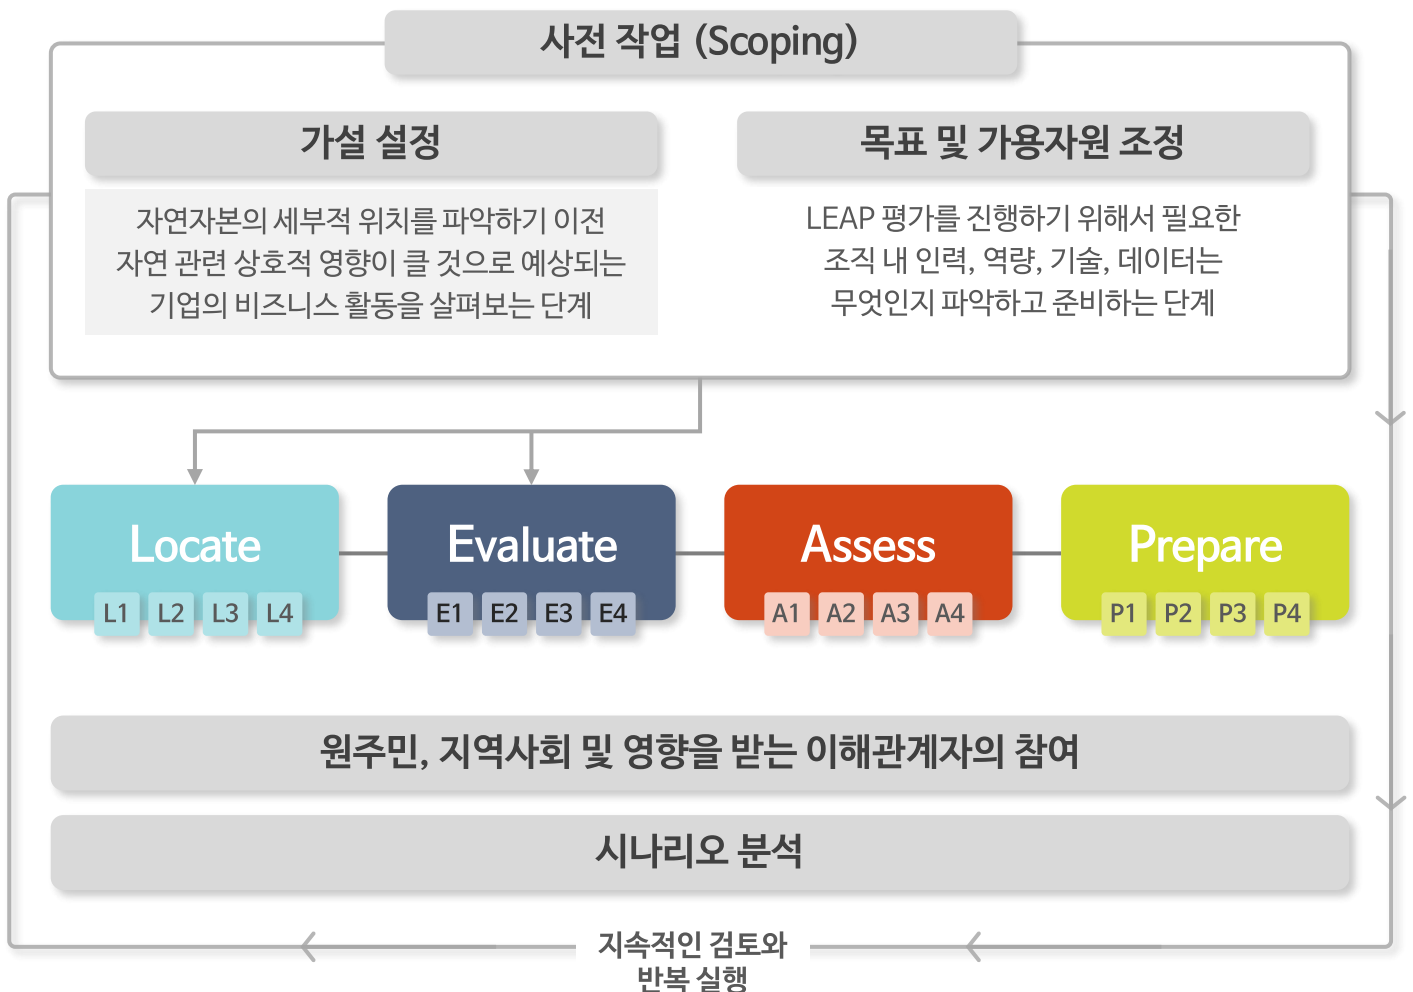 사전 작업 (Scoping)
가설 설정
자연자본의 세부적 위치를 파악하기 이전
자연 관련 상호적 영향이 클 것으로 예상되는
기업의 비즈니스 활동을 살펴보는 단계
목표 및 가용자원 조정
LEAP 평가를 진행하기 위해서 필요한
조직 내 인력, 역량, 기술, 데이터는
무엇인지 파악하고 준비하는 단계
Locate
L1 L2 L3 L4
Evaluate
E1 E2 E3 E4
Assess
A1 A2 A3 A4
Prepare
P1 P2 P3 P4
원주민, 지역사회 및 영향을 받는 이해관계자의 참여
시나리오 분석
지속적인 검토와
반복 실행